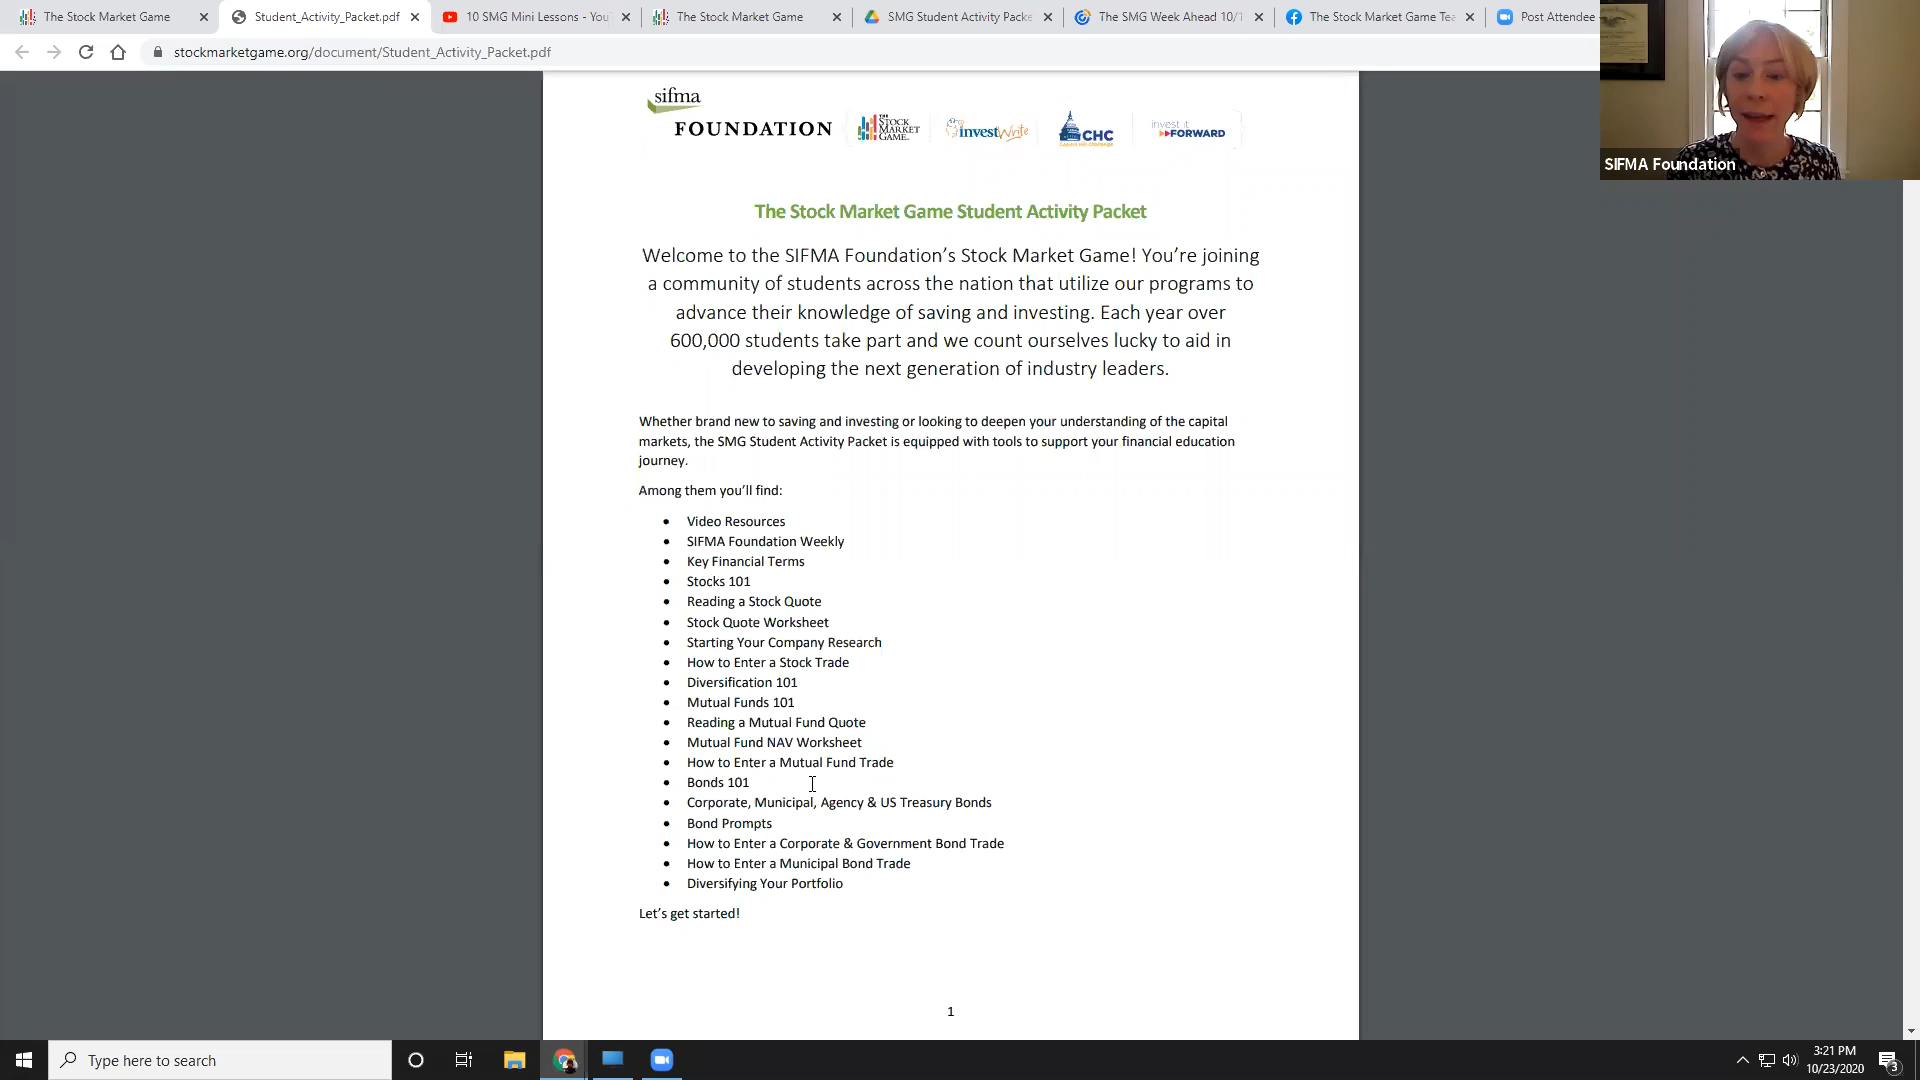 The Stock Market Game
Student_Activity_Packet.pdf
10 SMG Mini Lessons - You
The Stock Market Game
SMG Student Activity Packe
The SMG Week Ahead 10/1
The Stock Market Game Tea
Post Attendee
stockmarketgame.org/document/Student_Activity_Packet.pdf
SIFMA Foundation
sifma
FOUNDATION
THE STOCK MARKET GAME
investWrite
CHC
Capitol Hill Challenge
invest it
FORWARD
The Stock Market Game Student Activity Packet
Welcome to the SIFMA Foundation’s Stock Market Game! You’re joining
a community of students across the nation that utilize our programs to
advance their knowledge of saving and investing. Each year over
600,000 students take part and we count ourselves lucky to aid in
developing the next generation of industry leaders.
Whether brand new to saving and investing or looking to deepen your understanding of the capital
markets, the SMG Student Activity Packet is equipped with tools to support your financial education
journey.
Among them you’ll find:
• Video Resources
• SIFMA Foundation Weekly
• Key Financial Terms
• Stocks 101
• Reading a Stock Quote
• Stock Quote Worksheet
• Starting Your Company Research
• How to Enter a Stock Trade
• Diversification 101
• Mutual Funds 101
• Reading a Mutual Fund Quote
• Mutual Fund NAV Worksheet
• How to Enter a Mutual Fund Trade
• Bonds 101
• Corporate, Municipal, Agency & US Treasury Bonds
• Bond Prompts
• How to Enter a Corporate & Government Bond Trade
• How to Enter a Municipal Bond Trade
• Diversifying Your Portfolio
Let’s get started!
1
Type here to search
3:21 PM
10/23/2020
3